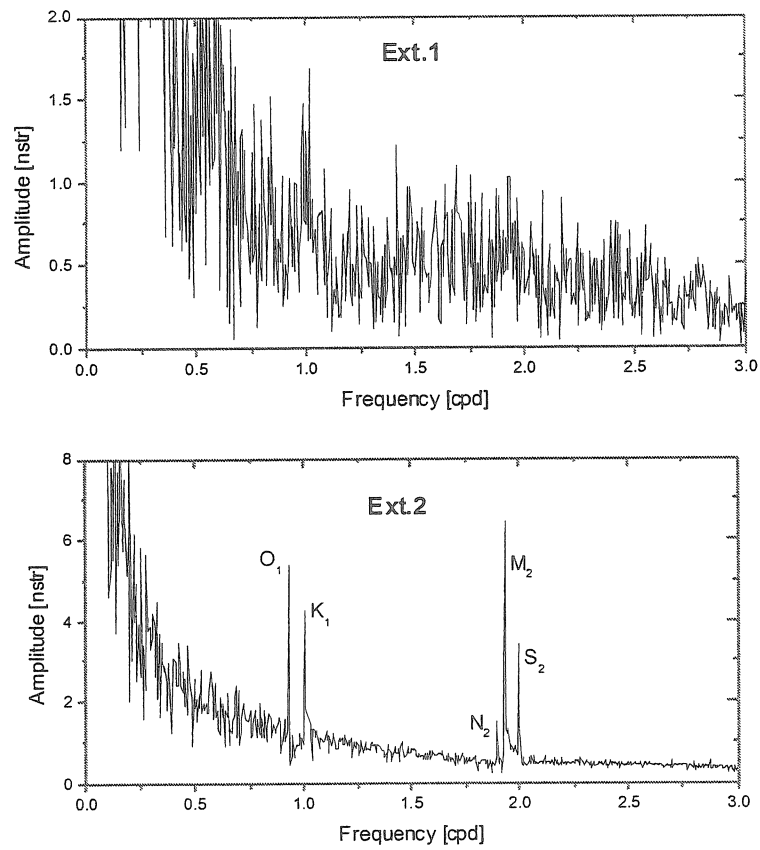 Ext.1
Amplitude [nstr]
2.0
1.5
1.0
0.5
0.0
0.0 0.5 1.0 1.5 2.0 2.5 3.0
Frequency [cpd]
Ext.2
Amplitude [nstr]
8
6
4
2
0
O₁
K₁
N₂
M₂
S₂
0.0 0.5 1.0 1.5 2.0 2.5 3.0
Frequency [cpd]